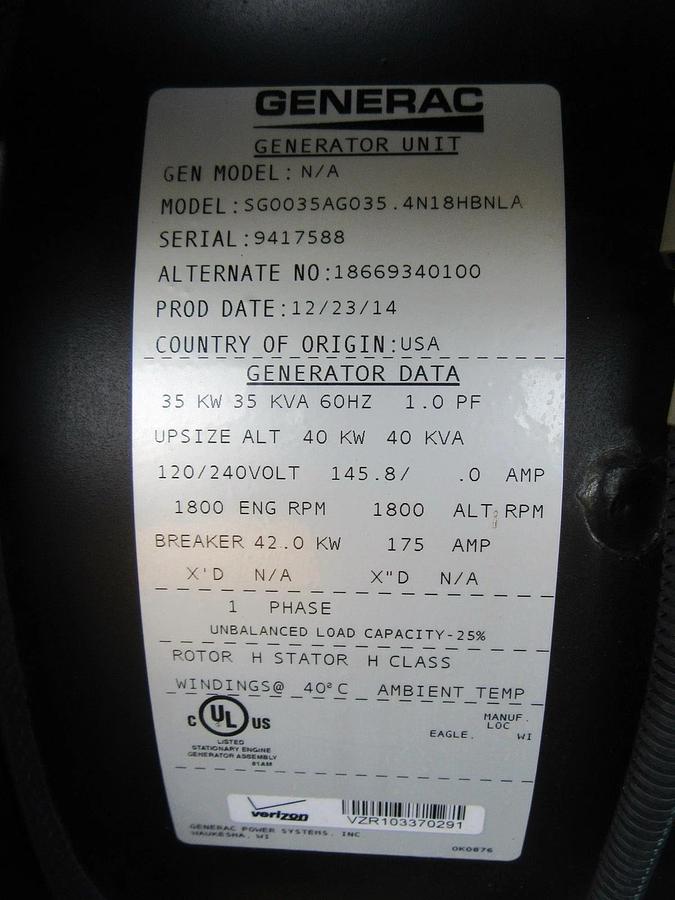 GENERAC
GENERATOR UNIT
GEN MODEL: N/A
MODEL:SG0035AG035.4N18HBNLA
SERIAL:9417588
ALTERNATE NO:18669340100
PROD DATE:12/23/14
COUNTRY OF ORIGIN:USA
GENERATOR DATA
35 KW 35 KVA 60HZ 1.0 PF
UPSIZE ALT 40 KW 40 KVA
120/240VOLT 145.8/ .0 AMP
1800 ENG RPM 1800 ALT RPM
BREAKER 42.0 KW 175 AMP
X'D N/A X"D N/A
1 PHASE
UNBALANCED LOAD CAPACITY-25%
ROTOR H STATOR H CLASS
WINDINGS@ 40°C AMBIENT TEMP
C UL US
LISTED
STATIONARY ENGINE
GENERATOR ASSEMBLY
81AM
MANUF.
LOC
EAGLE. WI
verizon
VZR103370291
GENERAC POWER SYSTEMS, INC
WAUKESHA, WI
0K0876